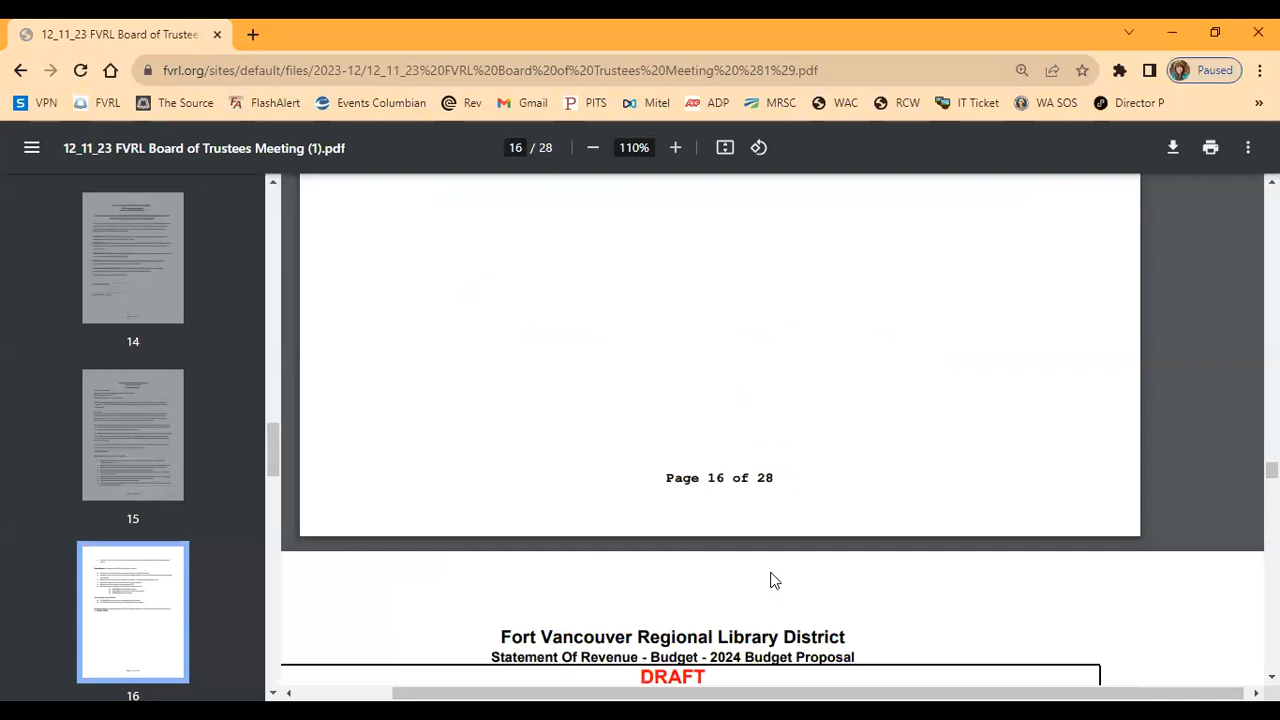 12_11_23 FVRL Board of Trustee
fvrl.org/sites/default/files/2023-12/12_11_23%20FVRL%20Board%20of%20Trustees%20Meeting%20%281%29.pdf
Paused
VPN
FVRL
The Source
FlashAlert
Events Columbian
Rev
Gmail
PITS
Mitel
ADP
MRSC
WAC
RCW
IT Ticket
WA SOS
Director P
»
12_11_23 FVRL Board of Trustees Meeting (1).pdf
16 / 28
110%
14
15
16
Page 16 of 28
Fort Vancouver Regional Library District
Statement Of Revenue - Budget - 2024 Budget Proposal
DRAFT